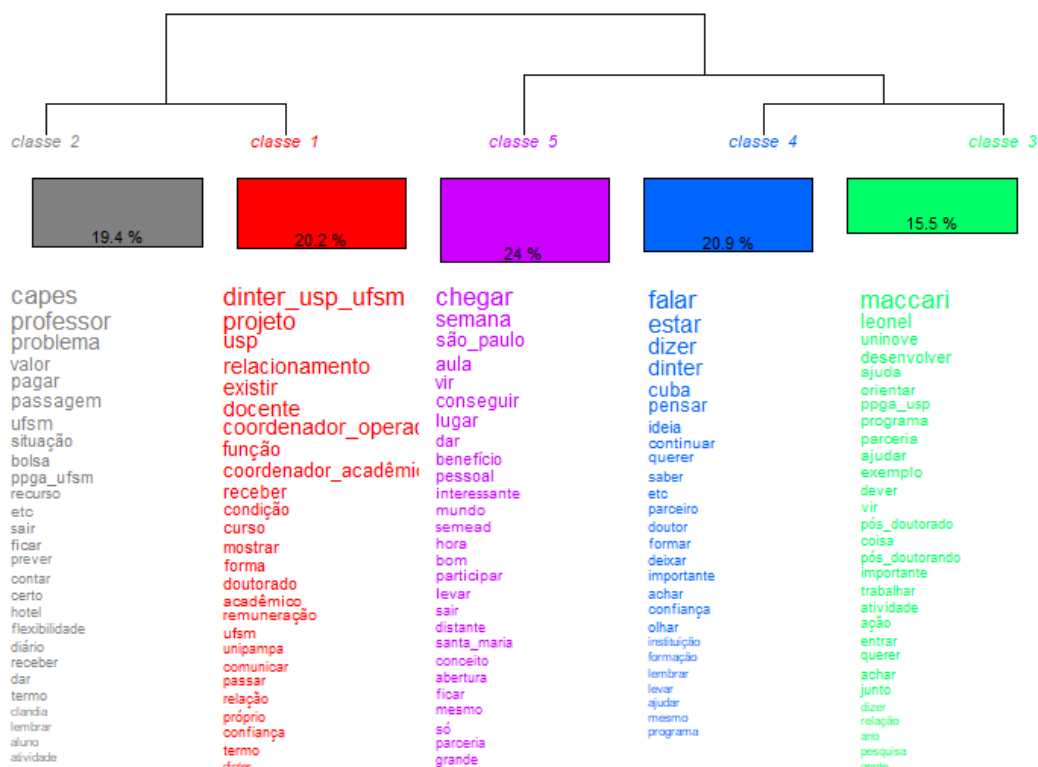 classe 2
classe 1
classe 5
classe 4
classe 3
19.4 %
20.2 %
24 %
20.9 %
15.5 %
capes
professor
problema
valor
pagar
passagem
ufsm
situação
bolsa
ppga_ufsm
recurso
etc
sair
ficar
prever
contar
certo
hotel
flexibilidade
diário
receber
dar
termo
clandia
lembrar
aluno
atividade
dinter_usp_ufsm
projeto
usp
relacionamento
existir
docente
coordenador_operac
função
coordenador_acadêmi
receber
condição
curso
mostrar
forma
doutorado
acadêmico
remuneração
ufsm
unipampa
comunicar
passar
relação
próprio
confiança
termo
dinter
chegar
semana
são_paulo
aula
vir
conseguir
lugar
dar
benefício
pessoal
interessante
mundo
semead
hora
bom
participar
levar
sair
distante
santa_maria
conceito
abertura
ficar
mesmo
só
parceria
grande
falar
estar
dizer
dinter
cuba
pensar
ideia
continuar
querer
saber
etc
parceiro
doutor
formar
deixar
importante
achar
confiança
olhar
instituição
formação
lembrar
levar
ajudar
mesmo
programa
maccari
leonel
uninove
desenvolver
ajuda
orientar
ppga_usp
programa
parceria
ajudar
exemplo
dever
vir
pós_doutorado
coisa
pós_doutorando
importante
trabalhar
atividade
ação
entrar
querer
achar
junto
dizer
relação
ano
pesquisa